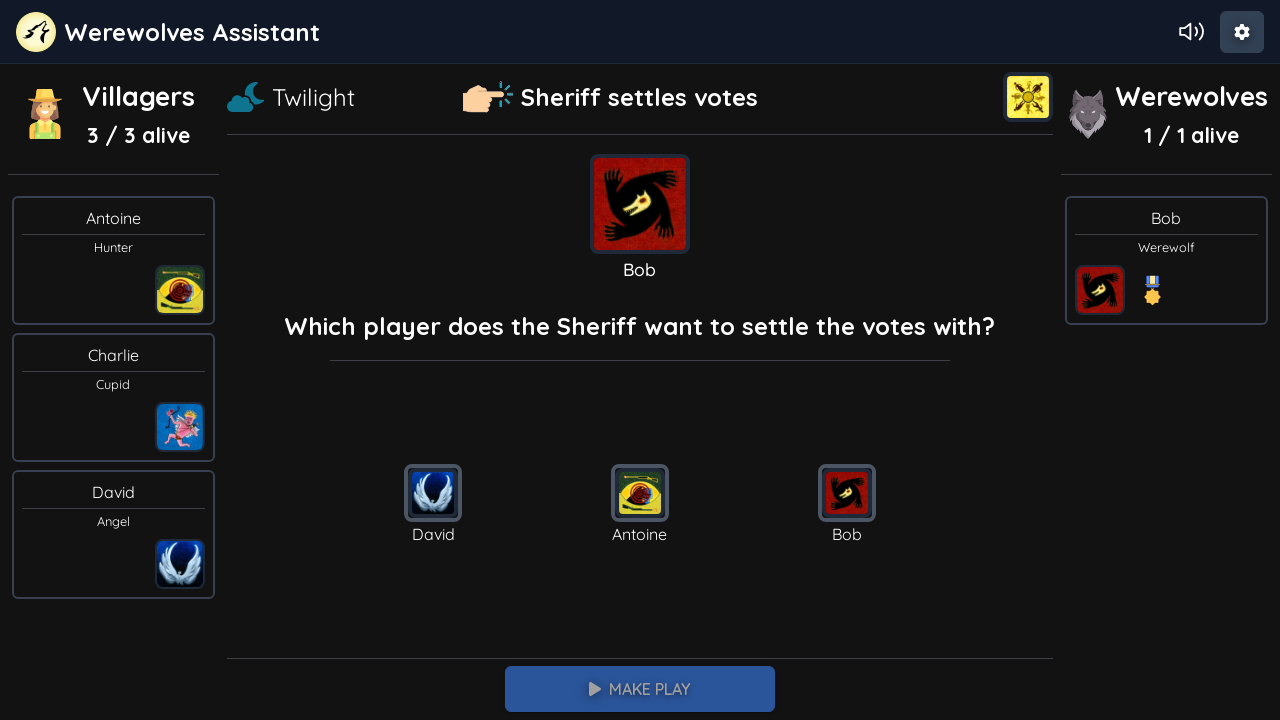 Werewolves Assistant
Villagers
3 / 3 alive
Antoine
Hunter
Charlie
Cupid
David
Angel
Twilight
Sheriff settles votes
Bob
Which player does the Sheriff want to settle the votes with?
David
Antoine
Bob
MAKE PLAY
Werewolves
1 / 1 alive
Bob
Werewolf